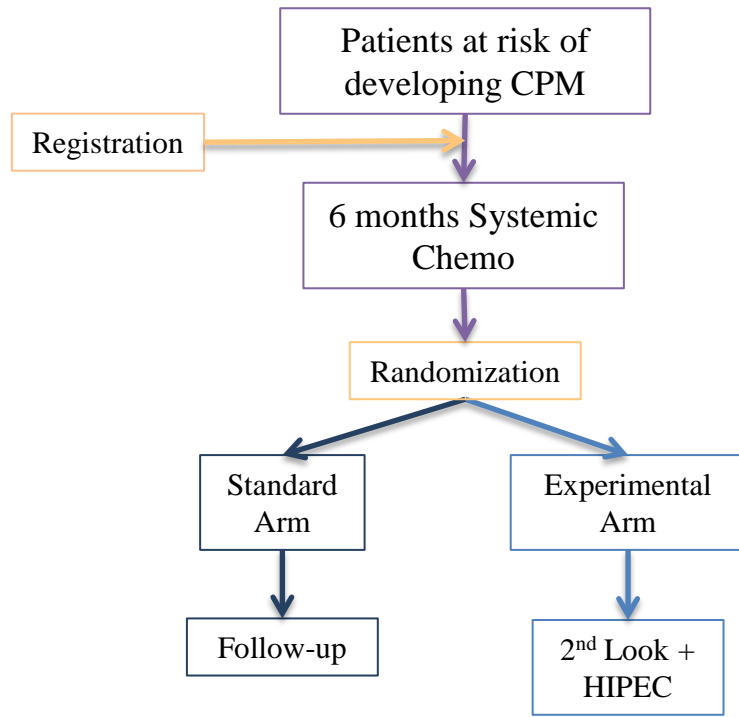 Patients at risk of
developing CPM
Registration
6 months Systemic
Chemo
Randomization
Standard
Arm
Experimental
Arm
Follow-up
2nd Look +
HIPEC